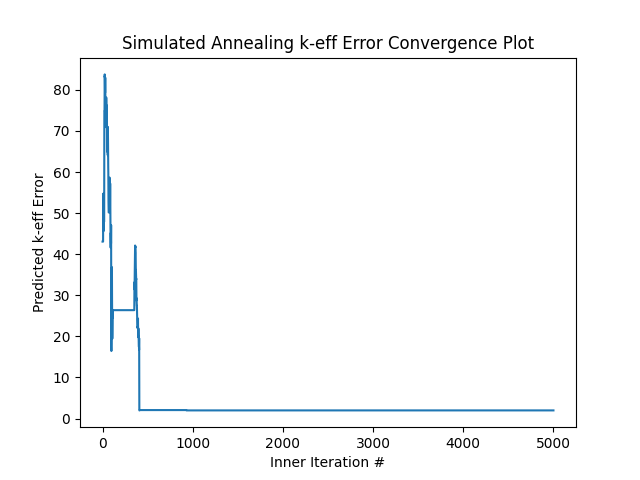 Simulated Annealing k-eff Error Convergence Plot
80
70
60
50
40
30
20
10
0
Predicted k-eff Error
0 1000 2000 3000 4000 5000
Inner Iteration #